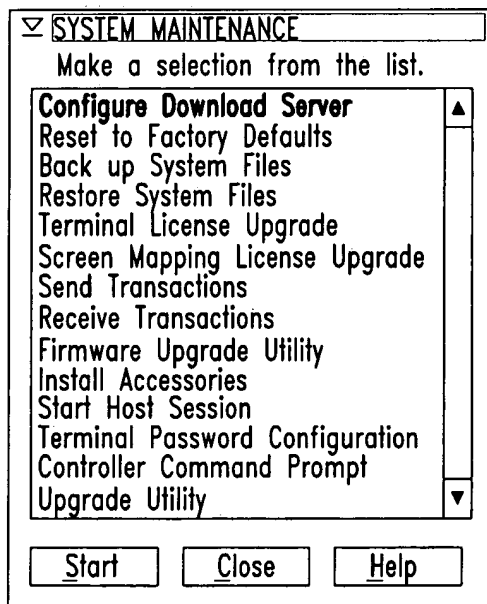 SYSTEM MAINTENANCE
Make a selection from the list.
Configure Download Server
Reset to Factory Defaults
Back up System Files
Restore System Files
Terminal License Upgrade
Screen Mapping License Upgrade
Send Transactions
Receive Transactions
Firmware Upgrade Utility
Install Accessories
Start Host Session
Terminal Password Configuration
Controller Command Prompt
Upgrade Utility
Start Close Help